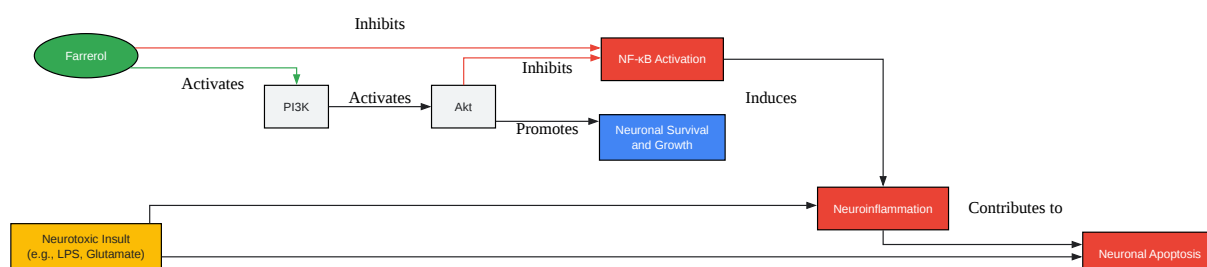 Inhibits
Farrerol
NF-κB Activation
Inhibits
Activates
PI3K
Activates
Akt
Induces
Promotes
Neuronal Survival
and Growth
Neuroinflammation
Contributes to
Neurotoxic Insult
(e.g., LPS, Glutamate)
Neuronal Apoptosis